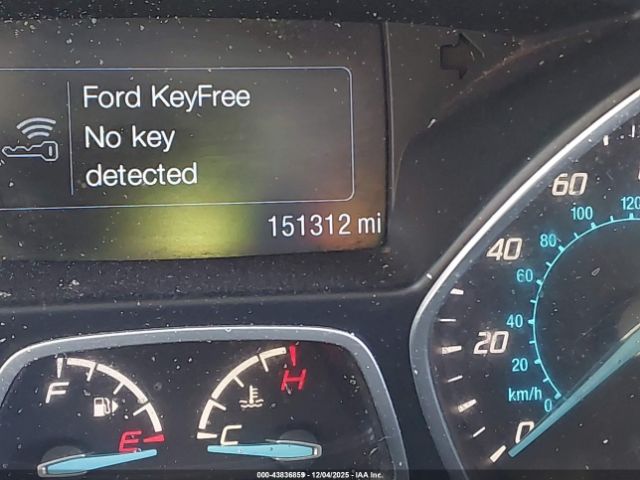 Ford KeyFree
No key
detected
151312 mi
60
120
100
40
80
60
20
40
20
km/h
0
0
F
E
H
C
000-43836859 - 12/04/2025 - IAA Inc.